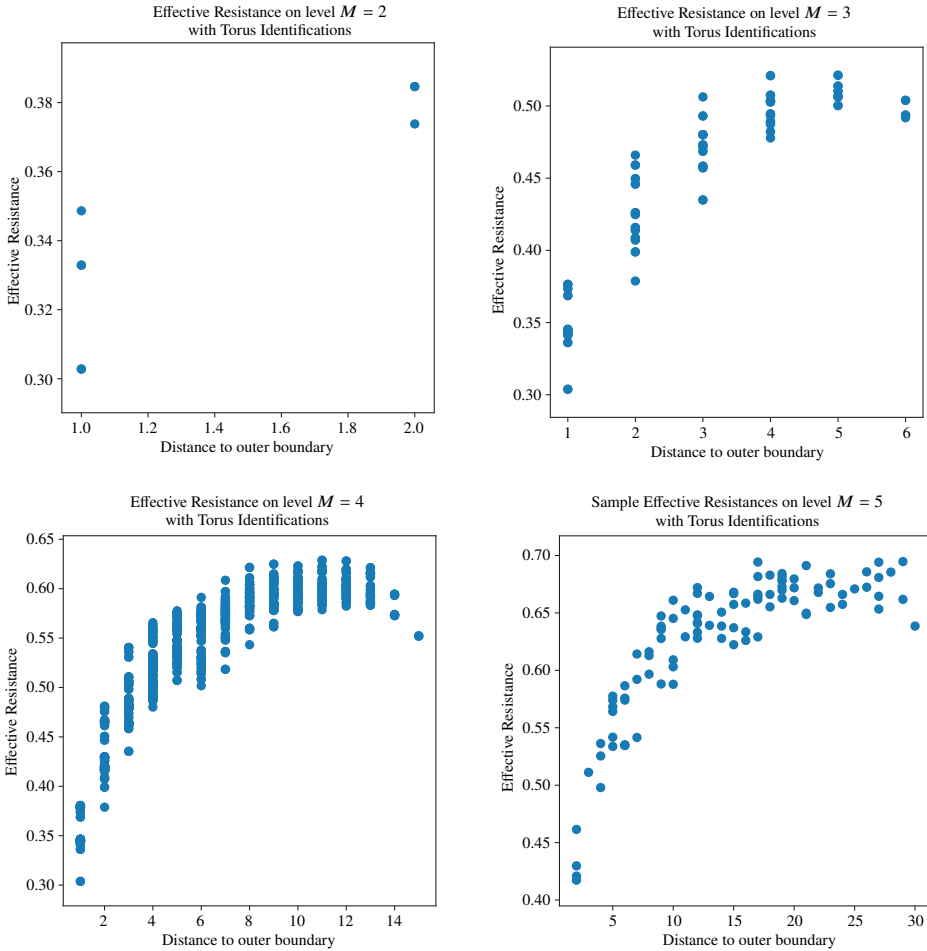 Effective Resistance on level M = 2
with Torus Identifications
0.38
0.36
0.34
0.32
0.30
Effective Resistance
1.0 1.2 1.4 1.6 1.8 2.0
Distance to outer boundary
Effective Resistance on level M = 3
with Torus Identifications
0.50
0.45
0.40
0.35
0.30
Effective Resistance
1 2 3 4 5 6
Distance to outer boundary
Effective Resistance on level M = 4
with Torus Identifications
0.65
0.60
0.55
0.50
0.45
0.40
0.35
0.30
Effective Resistance
2 4 6 8 10 12 14
Distance to outer boundary
Sample Effective Resistances on level M = 5
with Torus Identifications
0.70
0.65
0.60
0.55
0.50
0.45
0.40
Effective Resistance
5 10 15 20 25 30
Distance to outer boundary